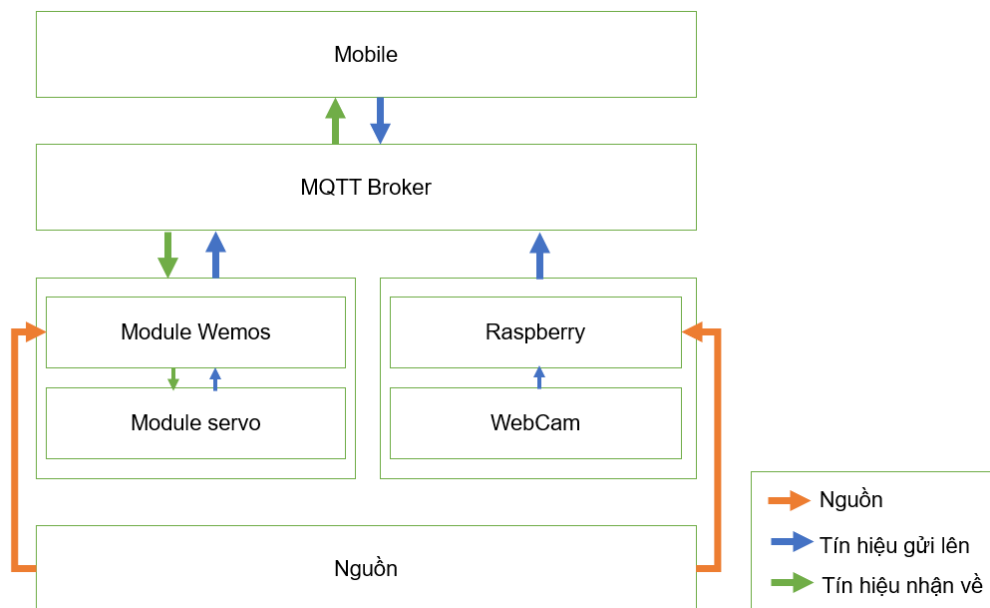 Mobile
MQTT Broker
Module Wemos
Raspberry
Module servo
WebCam
Nguồn
Nguồn
Tín hiệu gửi lên
Tín hiệu nhận về